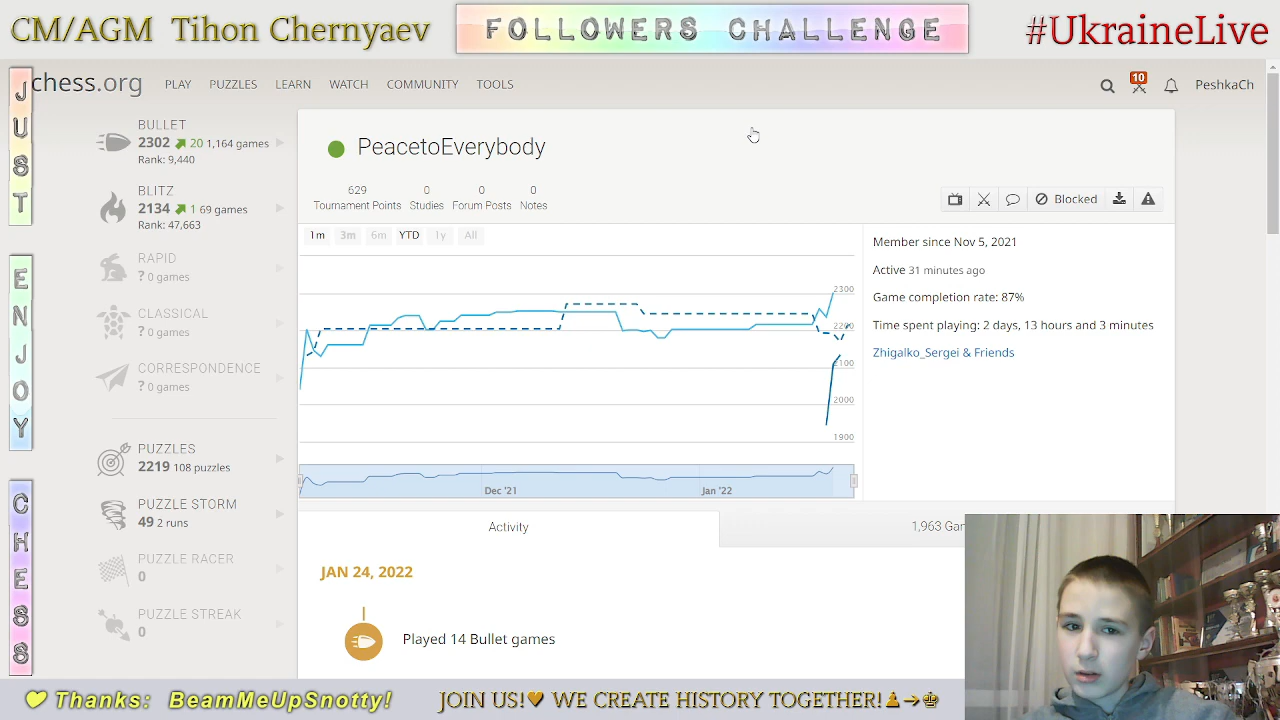 CM/AGM Tihon Chernyaev
FOLLOWERS CHALLENGE
#UkraineLive
JUST
ENJOY
CHESS
chess.org
PLAY PUZZLES LEARN WATCH COMMUNITY TOOLS
10
PeshkaCh
BULLET
2302 20 1,164 games
Rank: 9,440
BLITZ
2134 1 69 games
Rank: 47,663
RAPID
? 0 games
CLASSICAL
? 0 games
CORRESPONDENCE
? 0 games
PUZZLES
2219 108 puzzles
PUZZLE STORM
49 2 runs
PUZZLE RACER
0
PUZZLE STREAK
0
PeacetoEverybody
629 0 0 0
Tournament Points Studies Forum Posts Notes
Blocked
1m 3m 6m YTD 1y All
2300
2200
2100
2000
1900
Dec '21 Jan '22
Member since Nov 5, 2021
Active 31 minutes ago
Game completion rate: 87%
Time spent playing: 2 days, 13 hours and 3 minutes
Zhigalko_Sergei & Friends
Activity
1,963 Gam
JAN 24, 2022
Played 14 Bullet games
Thanks: BeamMeUpSnotty!
JOIN US!🧡 WE CREATE HISTORY TOGETHER!♟→♚